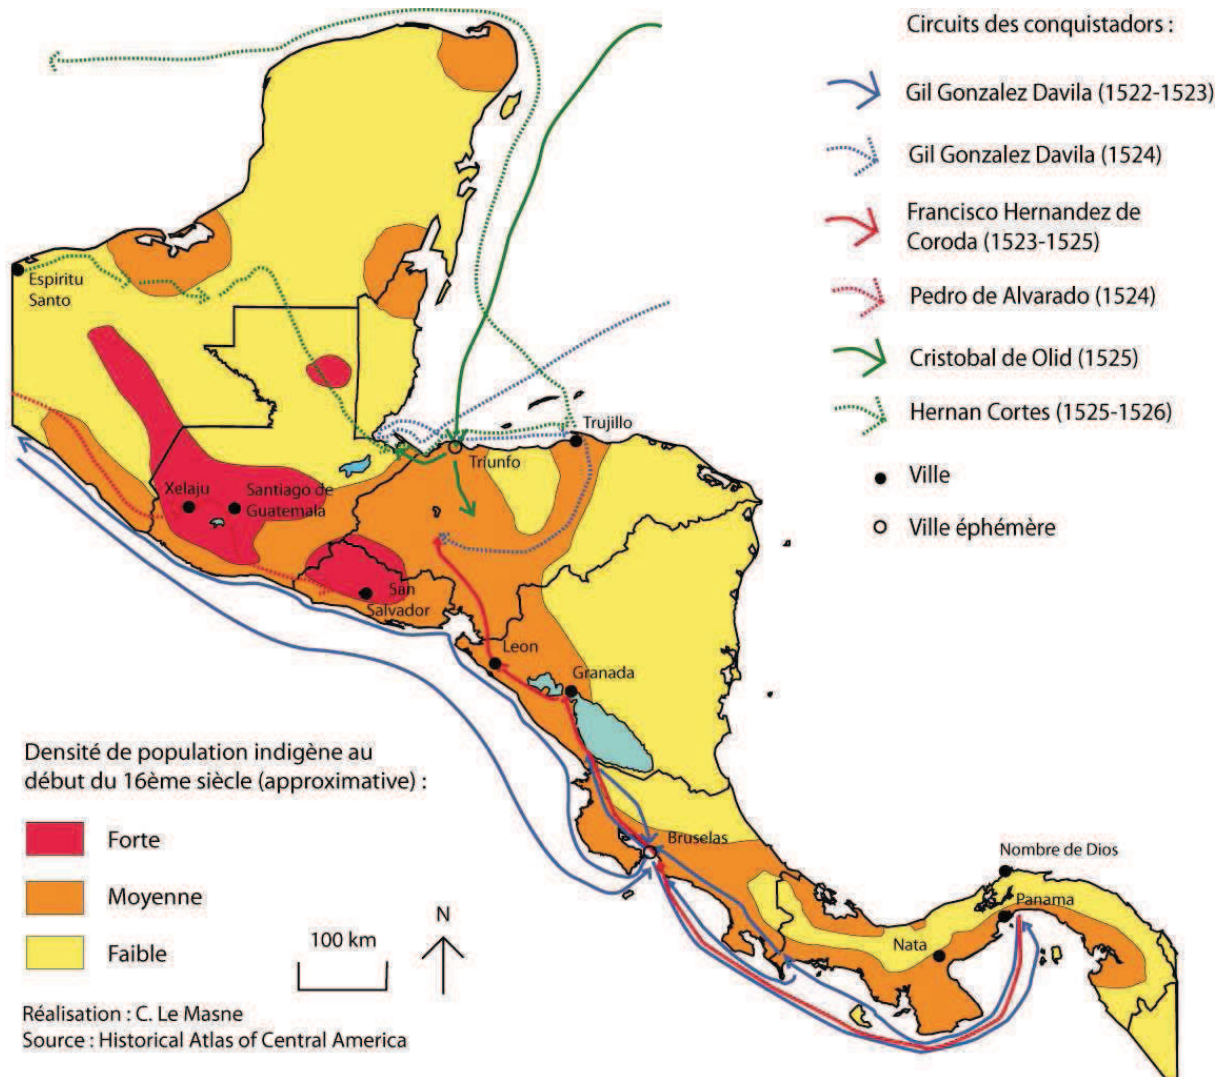 Circuits des conquistadors :
Gil Gonzalez Davila (1522-1523)
Gil Gonzalez Davila (1524)
Francisco Hernandez de
Coroda (1523-1525)
Pedro de Alvarado (1524)
Cristobal de Olid (1525)
Hernan Cortes (1525-1526)
Ville
Ville éphémère
Espiritu
Santo
Trujillo
Triunfo
Xelaju
Santiago de
Guatemala
San
Salvador
Leon
Granada
Bruselas
Nombre de Dios
Panama
Nata
Densité de population indigène au
début du 16ème siècle (approximative) :
Forte
Moyenne
Faible
100 km
N
Réalisation : C. Le Masne
Source : Historical Atlas of Central America